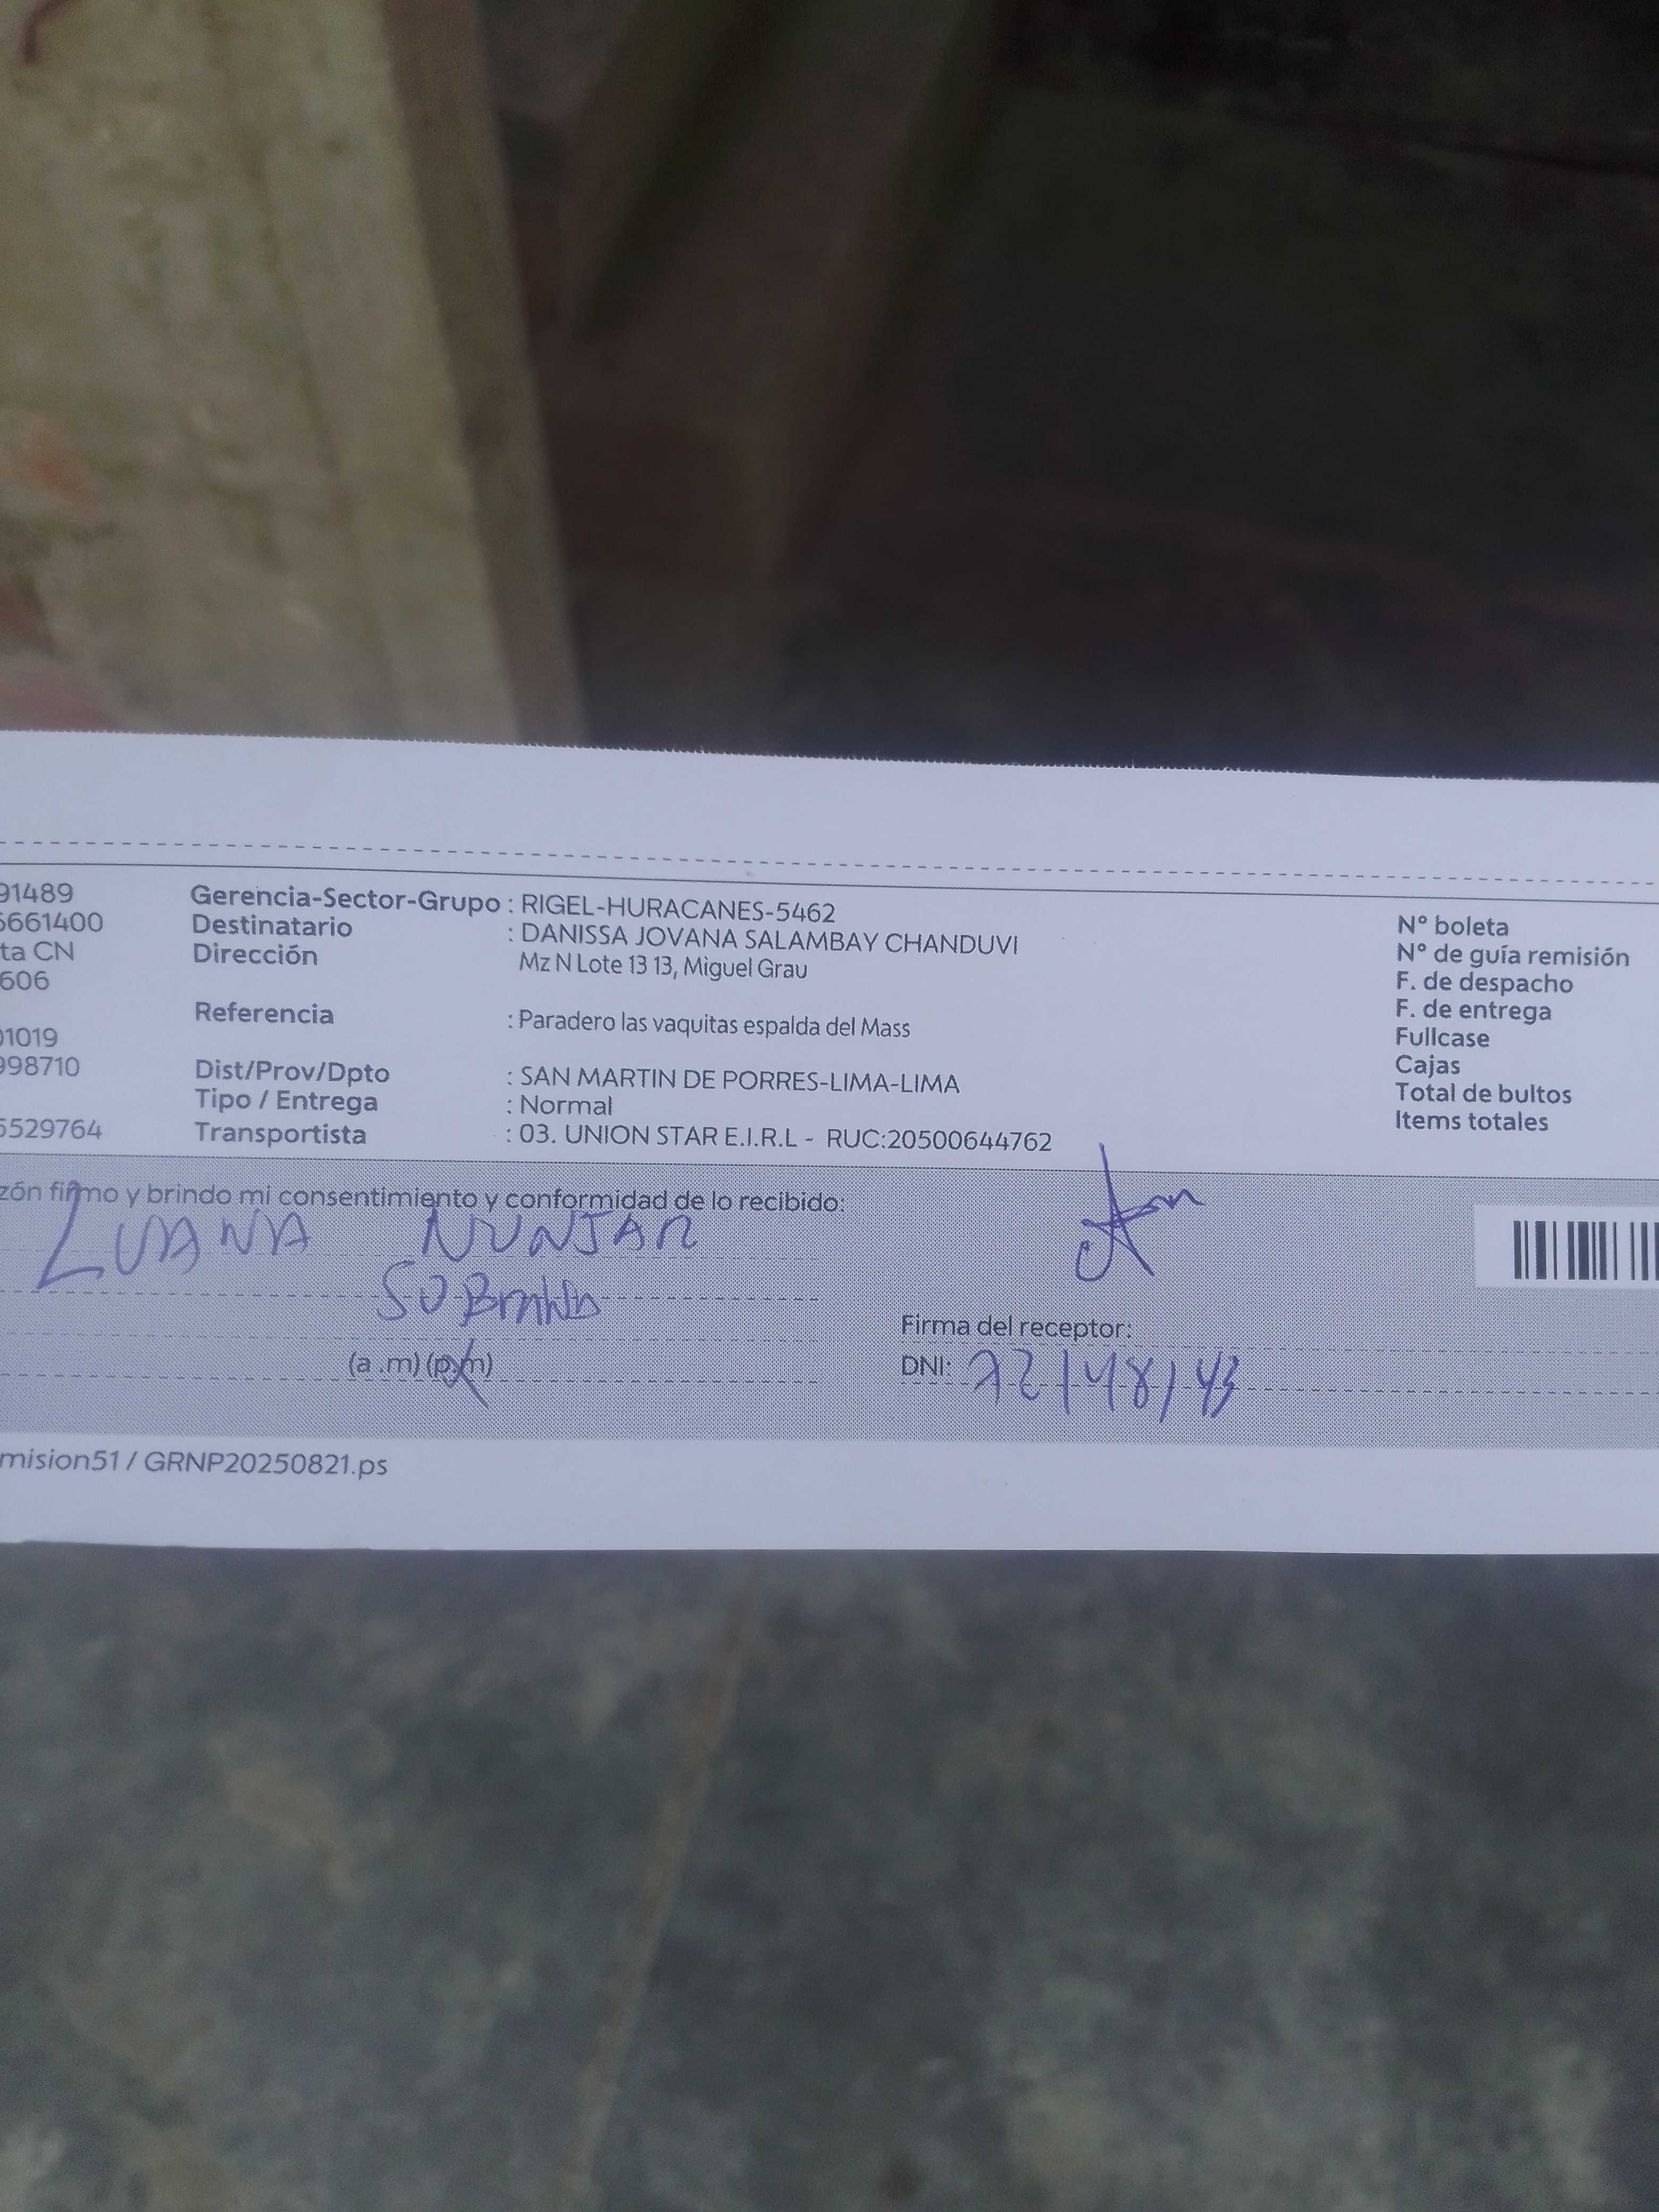 91489
661400
ta CN
606
01019
998710
5529764
Gerencia-Sector-Grupo : RIGEL-HURACANES-5462
Destinatario : DANISSA JOVANA SALAMBAY CHANDUVI
Dirección Mz N Lote 13 13, Miguel Grau
Referencia : Paradero las vaquitas espalda del Mass
Dist/Prov/Dpto : SAN MARTIN DE PORRES-LIMA-LIMA
Tipo / Entrega : Normal
Transportista : 03. UNION STAR E.I.R.L - RUC:20500644762
N° boleta
N° de guía remisión
F. de despacho
F. de entrega
Fullcase
Cajas
Total de bultos
Items totales
zón firmo y brindo mi consentimiento y conformidad de lo recibido:
LUANA NUNJAR
(a .m) (p.m)
Firma del receptor:
DNI:
mision51 / GRNP20250821.ps